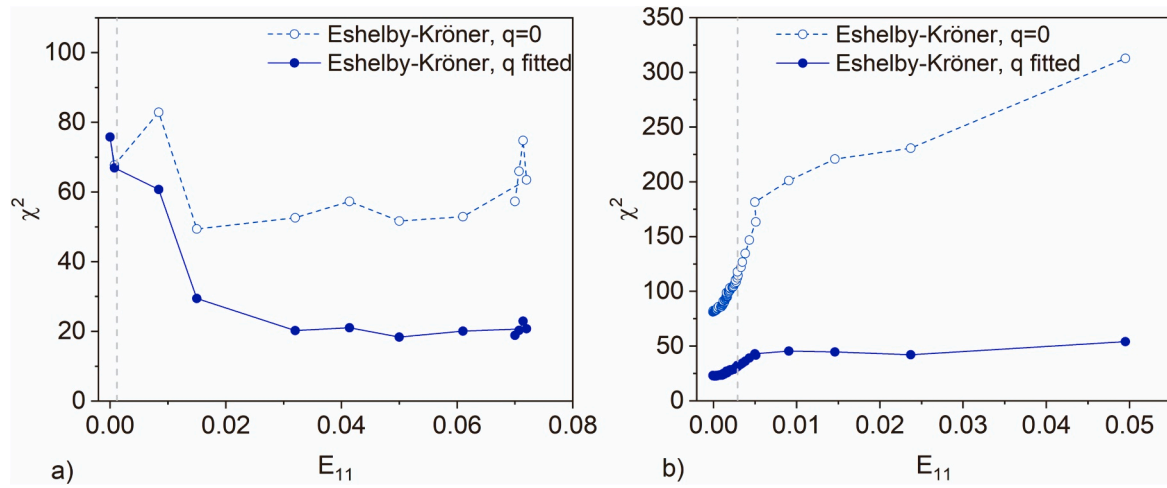 100
80
60
40
20
0
χ²
Eshelby-Kröner, q=0
Eshelby-Kröner, q fitted
0.00 0.02 0.04 0.06 0.08
E₁₁
a)
350
300
250
200
150
100
50
0
χ²
Eshelby-Kröner, q=0
Eshelby-Kröner, q fitted
0.00 0.01 0.02 0.03 0.04 0.05
E₁₁
b)